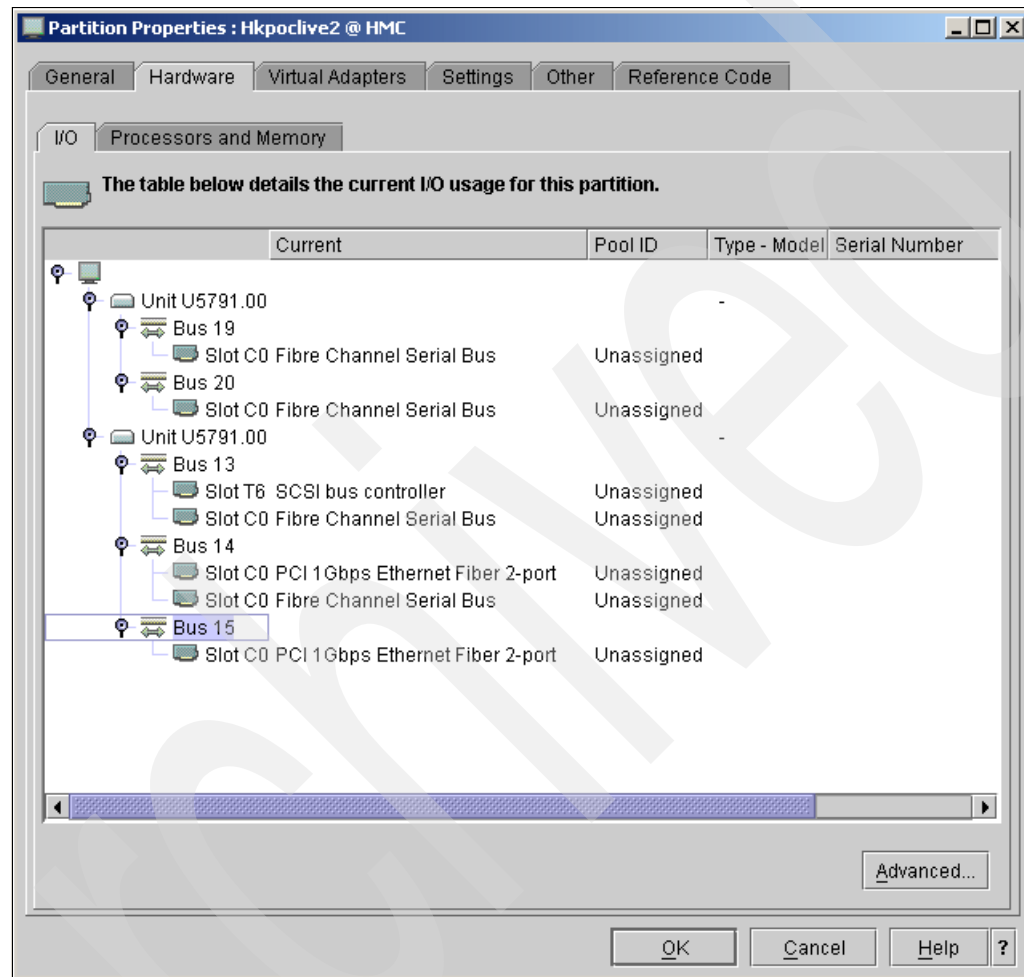 Partition Properties : Hkpoclive2 @ HMC
General Hardware Virtual Adapters Settings Other Reference Code
I/O Processors and Memory
The table below details the current I/O usage for this partition.
Current Pool ID Type - Model Serial Number
Unit U5791.00 -
Bus 19
Slot C0 Fibre Channel Serial Bus Unassigned
Bus 20
Slot C0 Fibre Channel Serial Bus Unassigned
Unit U5791.00 -
Bus 13
Slot T6 SCSI bus controller Unassigned
Slot C0 Fibre Channel Serial Bus Unassigned
Bus 14
Slot C0 PCI 1Gbps Ethernet Fiber 2-port Unassigned
Slot C0 Fibre Channel Serial Bus Unassigned
Bus 15
Slot C0 PCI 1Gbps Ethernet Fiber 2-port Unassigned
Advanced...
OK Cancel Help ?